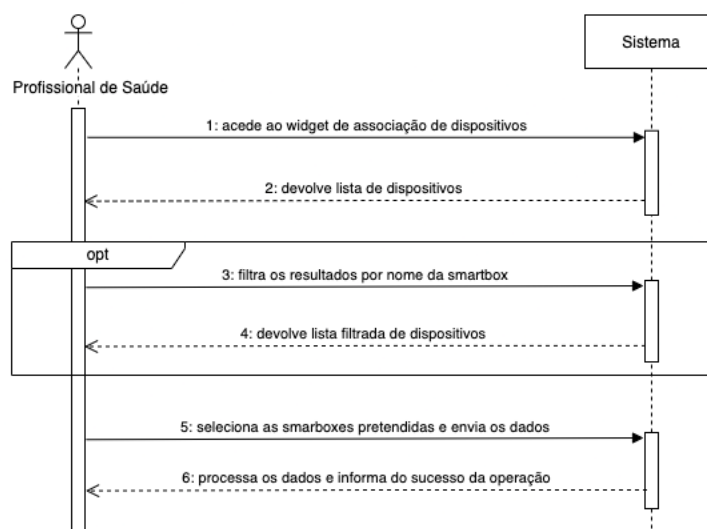 Sistema
Profissional de Saúde
1: acede ao widget de associação de dispositivos
2: devolve lista de dispositivos
opt
3: filtra os resultados por nome da smartbox
4: devolve lista filtrada de dispositivos
5: seleciona as smarboxes pretendidas e envia os dados
6: processa os dados e informa do sucesso da operação